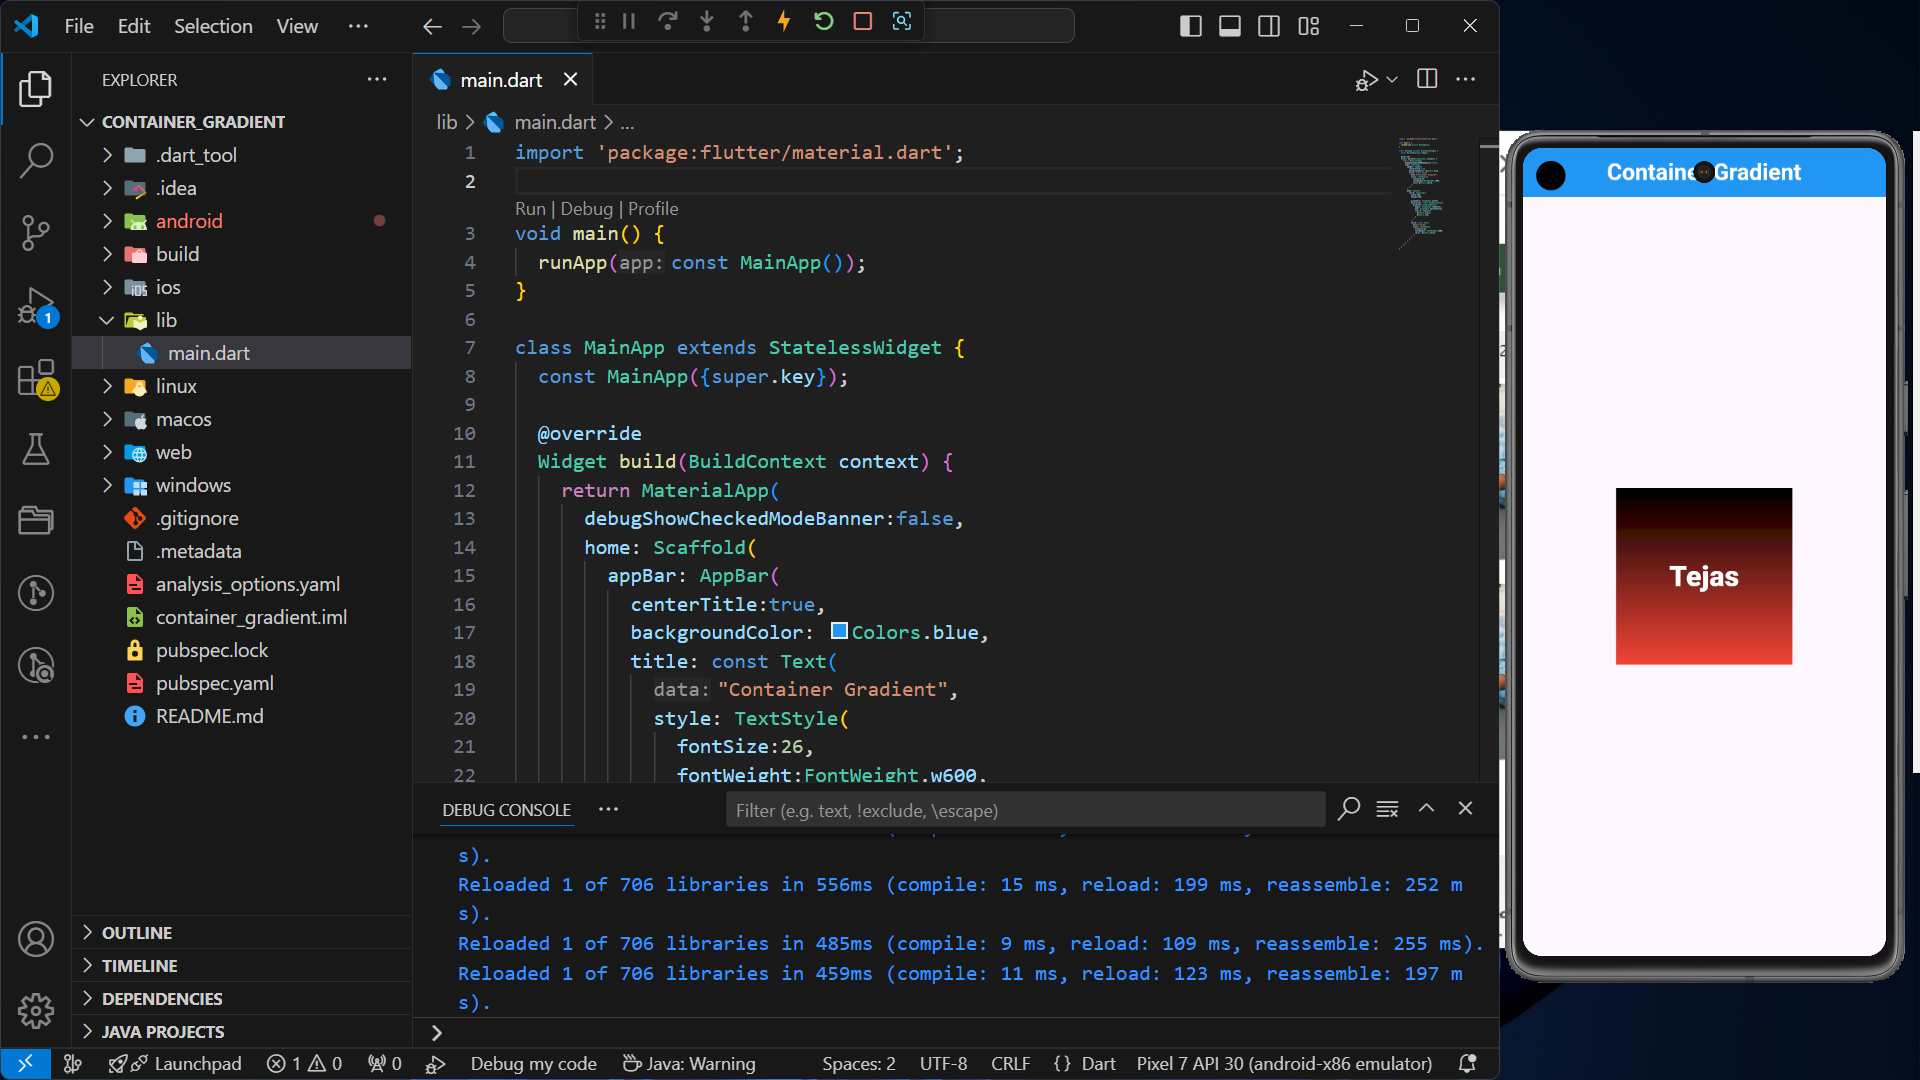 File Edit Selection View ...
EXPLORER
CONTAINER_GRADIENT
.dart_tool
.idea
android
build
ios
lib
main.dart
linux
macos
web
windows
.gitignore
.metadata
analysis_options.yaml
container_gradient.iml
pubspec.lock
pubspec.yaml
README.md
OUTLINE
TIMELINE
DEPENDENCIES
JAVA PROJECTS
1
main.dart
lib > main.dart > ...
1 import 'package:flutter/material.dart';
2
Run | Debug | Profile
3 void main() {
4 runApp(app: const MainApp());
5 }
6
7 class MainApp extends StatelessWidget {
8 const MainApp({super.key});
9
10 @override
11 Widget build(BuildContext context) {
12 return MaterialApp(
13 debugShowCheckedModeBanner:false,
14 home: Scaffold(
15 appBar: AppBar(
16 centerTitle:true,
17 backgroundColor: Colors.blue,
18 title: const Text(
19 data: "Container Gradient",
20 style: TextStyle(
21 fontSize:26,
22 fontWeight:FontWeight.w600,
DEBUG CONSOLE
Filter (e.g. text, !exclude, \escape)
s).
Reloaded 1 of 706 libraries in 556ms (compile: 15 ms, reload: 199 ms, reassemble: 252 m
s).
Reloaded 1 of 706 libraries in 485ms (compile: 9 ms, reload: 109 ms, reassemble: 255 ms).
Reloaded 1 of 706 libraries in 459ms (compile: 11 ms, reload: 123 ms, reassemble: 197 m
s).
>
Launchpad 1 0 0 Debug my code Java: Warning Spaces: 2 UTF-8 CRLF {} Dart Pixel 7 API 30 (android-x86 emulator)
Container Gradient
Tejas